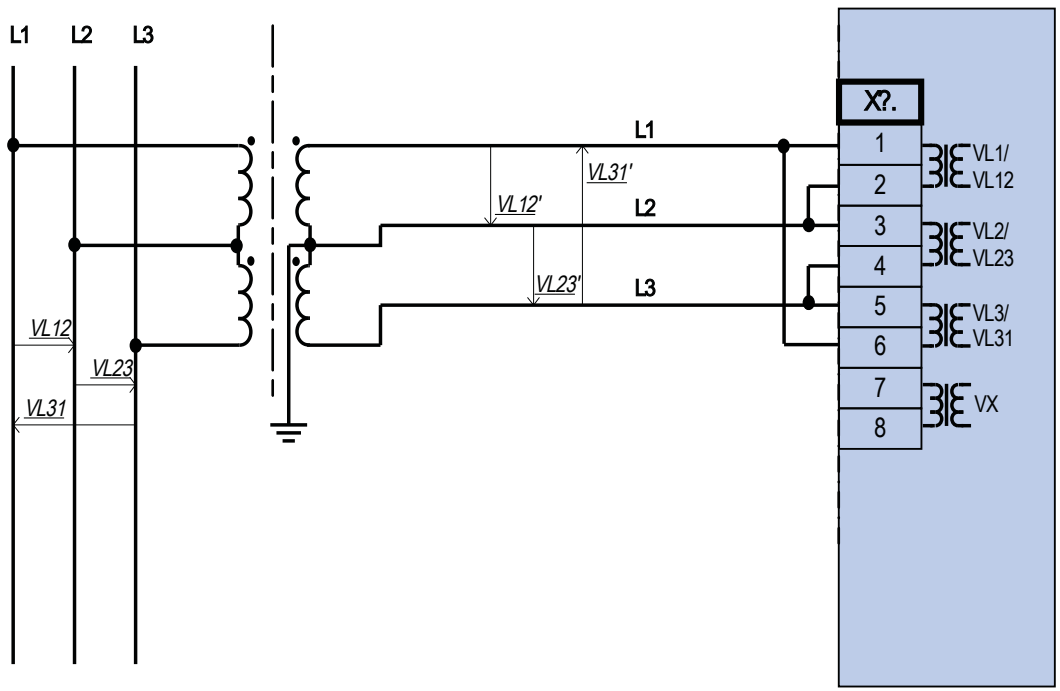 L1 L2 L3
X?.
L1
1
VL1/
VL31'
2
VL12
VL12'
L2
3
VL2/
4
VL23
VL23'
L3
5
VL3/
VL12
6
VL31
VL23
7
VL31
VX
8